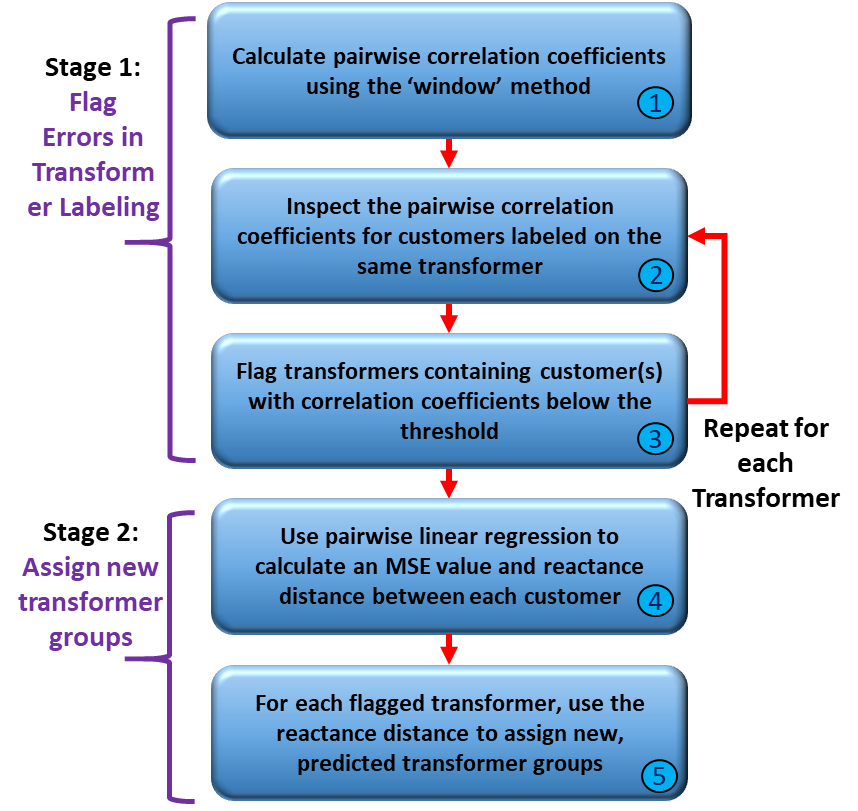 Stage 1:
Flag
Errors in
Transform
er Labeling
Calculate pairwise correlation coefficients
using the ‘window’ method
1
Inspect the pairwise correlation
coefficients for customers labeled on the
same transformer
2
Flag transformers containing customer(s)
with correlation coefficients below the
threshold
3
Repeat for
each
Transformer
Stage 2:
Assign new
transformer
groups
Use pairwise linear regression to
calculate an MSE value and reactance
distance between each customer
4
For each flagged transformer, use the
reactance distance to assign new,
predicted transformer groups
5